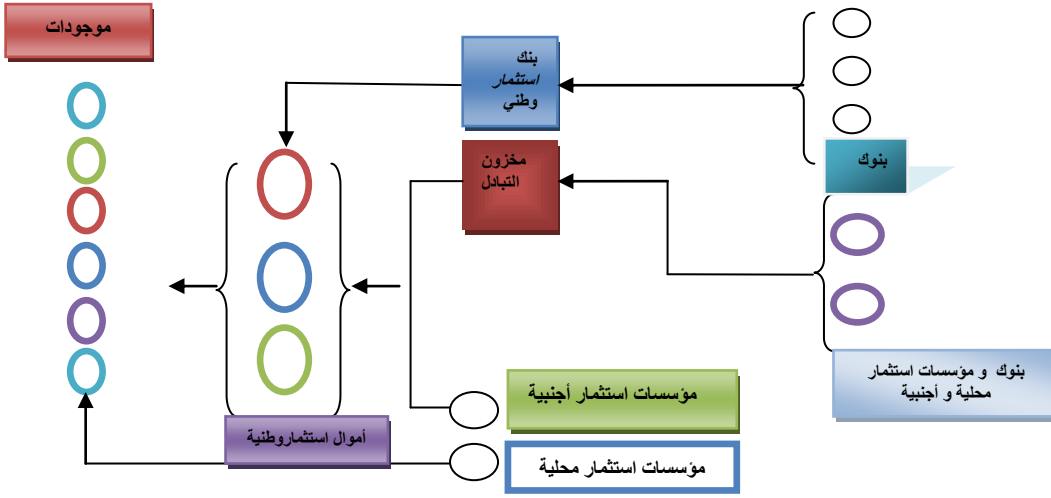 موجودات
بنك
استثمار
وطني
مخزون
التبادل
بنوك
بنوك و مؤسسات استثمار
محلية و أجنبية
مؤسسات استثمار أجنبية
أموال استثماروطنية
مؤسسات استثمار محلية